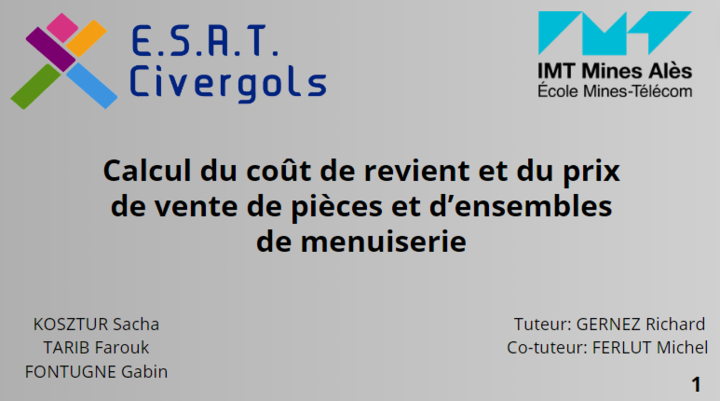 E.S.A.T.
Civergols
IMT Mines Alès
École Mines-Télécom
Calcul du coût de revient et du prix
de vente de pièces et d’ensembles
de menuiserie
KOSZTUR Sacha
TARIB Farouk
FONTUGNE Gabin
Tuteur: GERNEZ Richard
Co-tuteur: FERLUT Michel
1